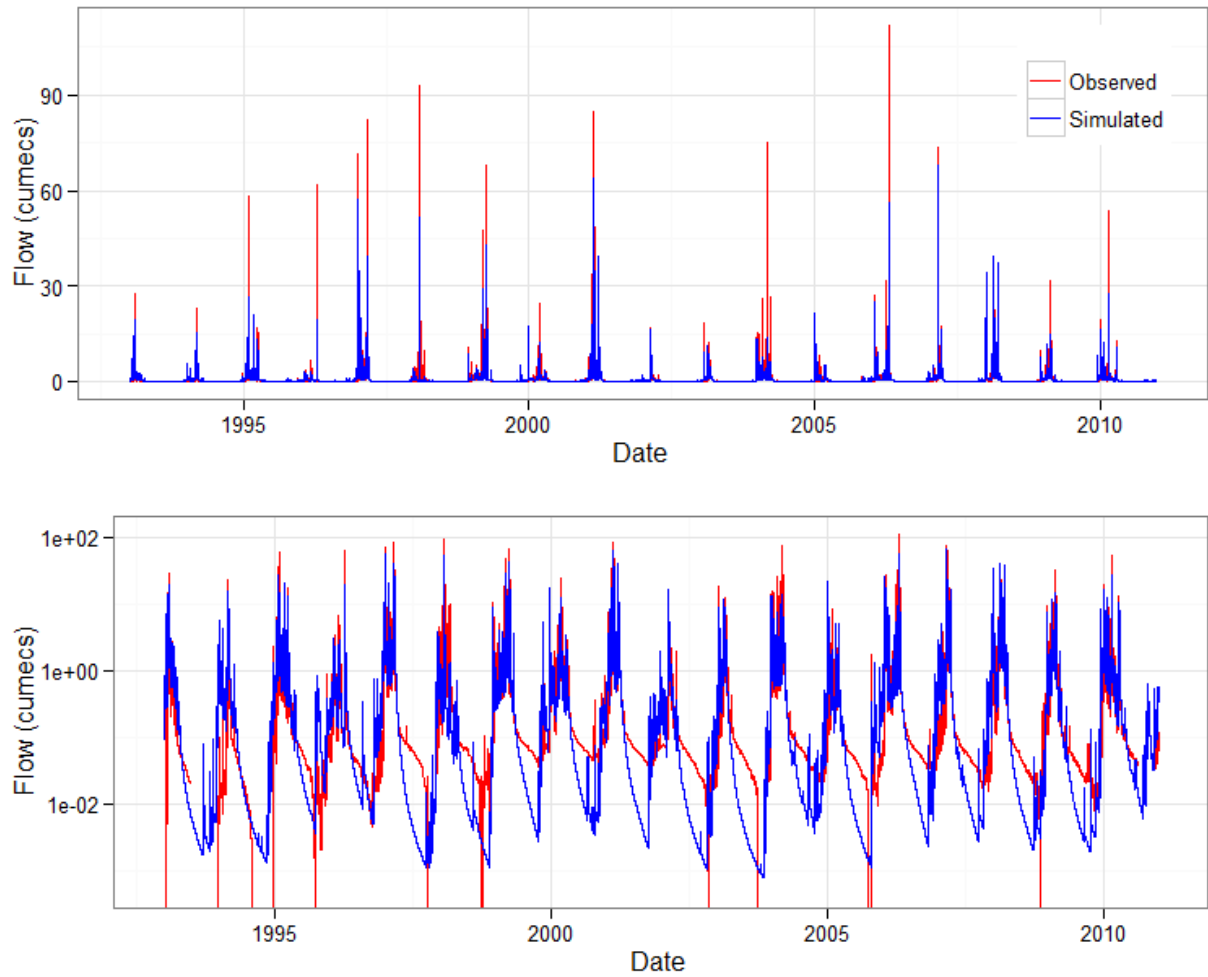 Flow (cumecs)
90
60
30
0
Observed
Simulated
1995
2000
2005
2010
Date
Flow (cumecs)
1e+02
1e+00
1e-02
1995
2000
2005
2010
Date